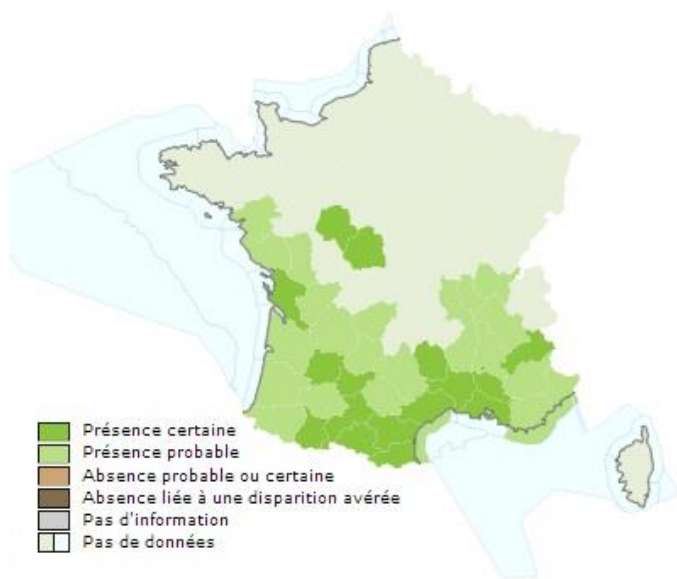 Présence certaine
Présence probable
Absence probable ou certaine
Absence liée à une disparition avérée
Pas d'information
Pas de données